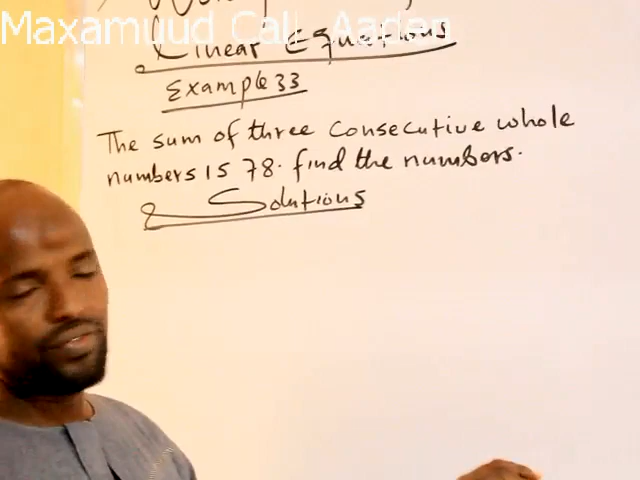 Maxamuud Cali Aaden
Linear Equations
Example 33
The sum of three consecutive whole
numbers is 78. find the numbers.
Solutions